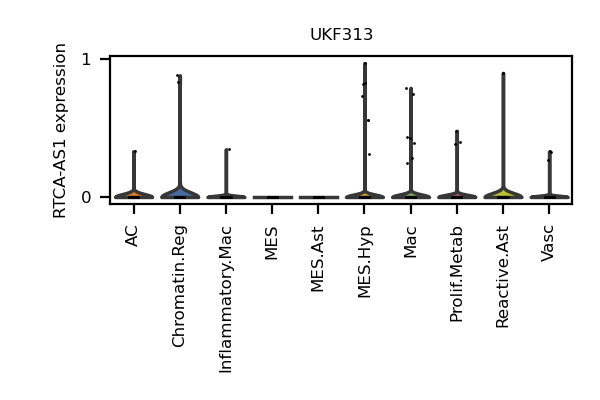 UKF313
RTCA-AS1 expression
1
0
AC
Chromatin.Reg
Inflammatory.Mac
MES
MES.Ast
MES.Hyp
Mac
Prolif.Metab
Reactive.Ast
Vasc